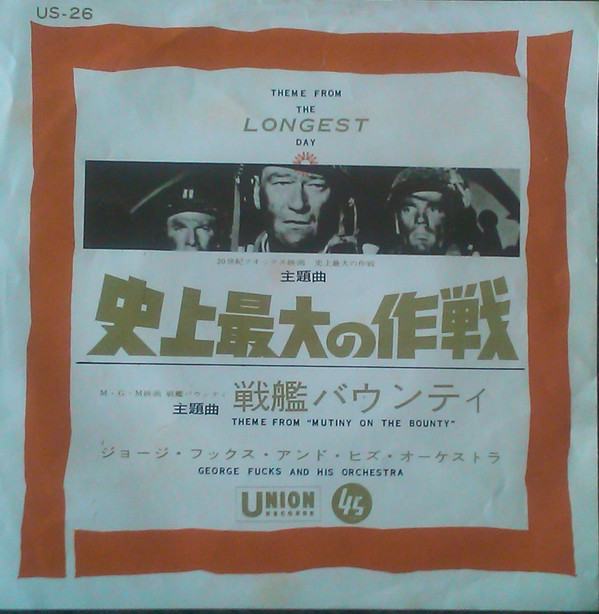 US-26
THEME FROM
THE
LONGEST
DAY
20世紀フォックス映画 史上最大の作戦
主題曲
史上最大の作戦
M・G・M映画 戦艦バウンティ
主題曲 戦艦バウンティ
THEME FROM "MUTINY ON THE BOUNTY"
ジョージ・フックス・アンド・ヒズ・オーケストラ
GEORGE FUCKS AND HIS ORCHESTRA
UNION
RECORDS
45